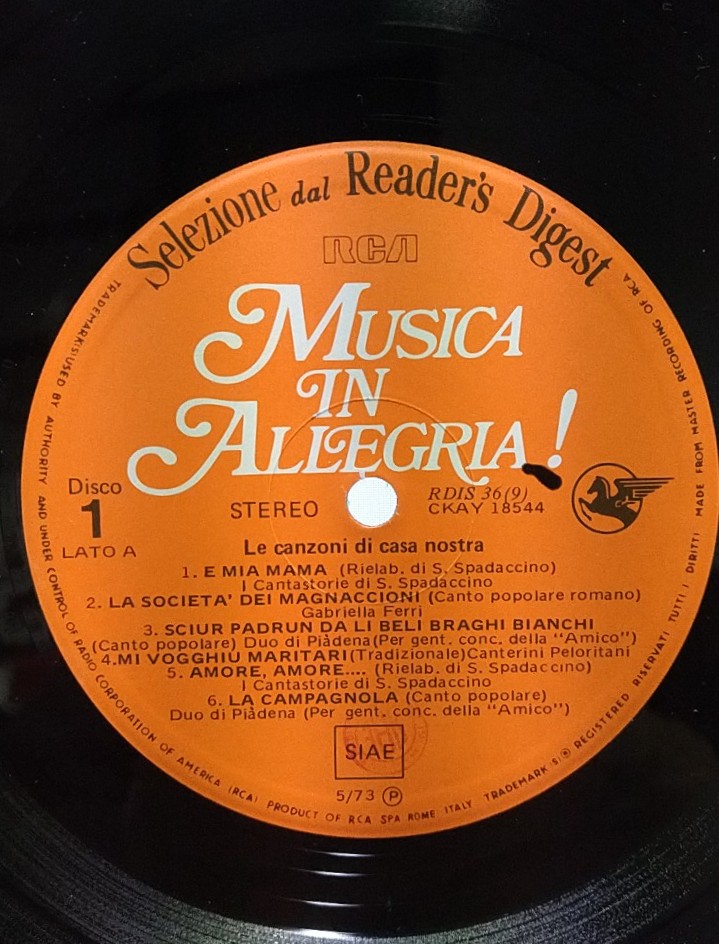 Selezione dal Reader's Digest
RCA
MUSICA
IN
ALLEGRIA!
Disco
1
LATO A
STEREO
RDIS 36(9)
CKAY 18544
Le canzoni di casa nostra
1. E MIA MAMA (Rielab. di S. Spadaccino)
I Cantastorie di S. Spadaccino
2. LA SOCIETA' DEI MAGNACCIONI (Canto popolare romano)
Gabriella Ferri
3. SCIUR PADRUN DA LI BELI BRAGHI BIANCHI
(Canto popolare) Duo di Piàdena(Per gent. conc. della "Amico")
4.MI VOGGHIU MARITARI(Tradizionale)Canterini Peloritani
5. AMORE, AMORE.... (Rielab. di S. Spadaccino)
I Cantastorie di S. Spadaccino
6. LA CAMPAGNOLA (Canto popolare)
Duo di Piàdena (Per gent. conc. della "Amico")
SIAE
5/73 Ⓟ
TRADEMARK(S)USED BY AUTHORITY AND UNDER CONTROL OF RADIO CORPORATION OF AMERICA (RCA) PRODUCT OF RCA SPA ROME ITALY TRADEMARK(S)® REGISTERED RISERVATI TUTTI I DIRITTI MADE FROM MASTER RECORDING OF RCA